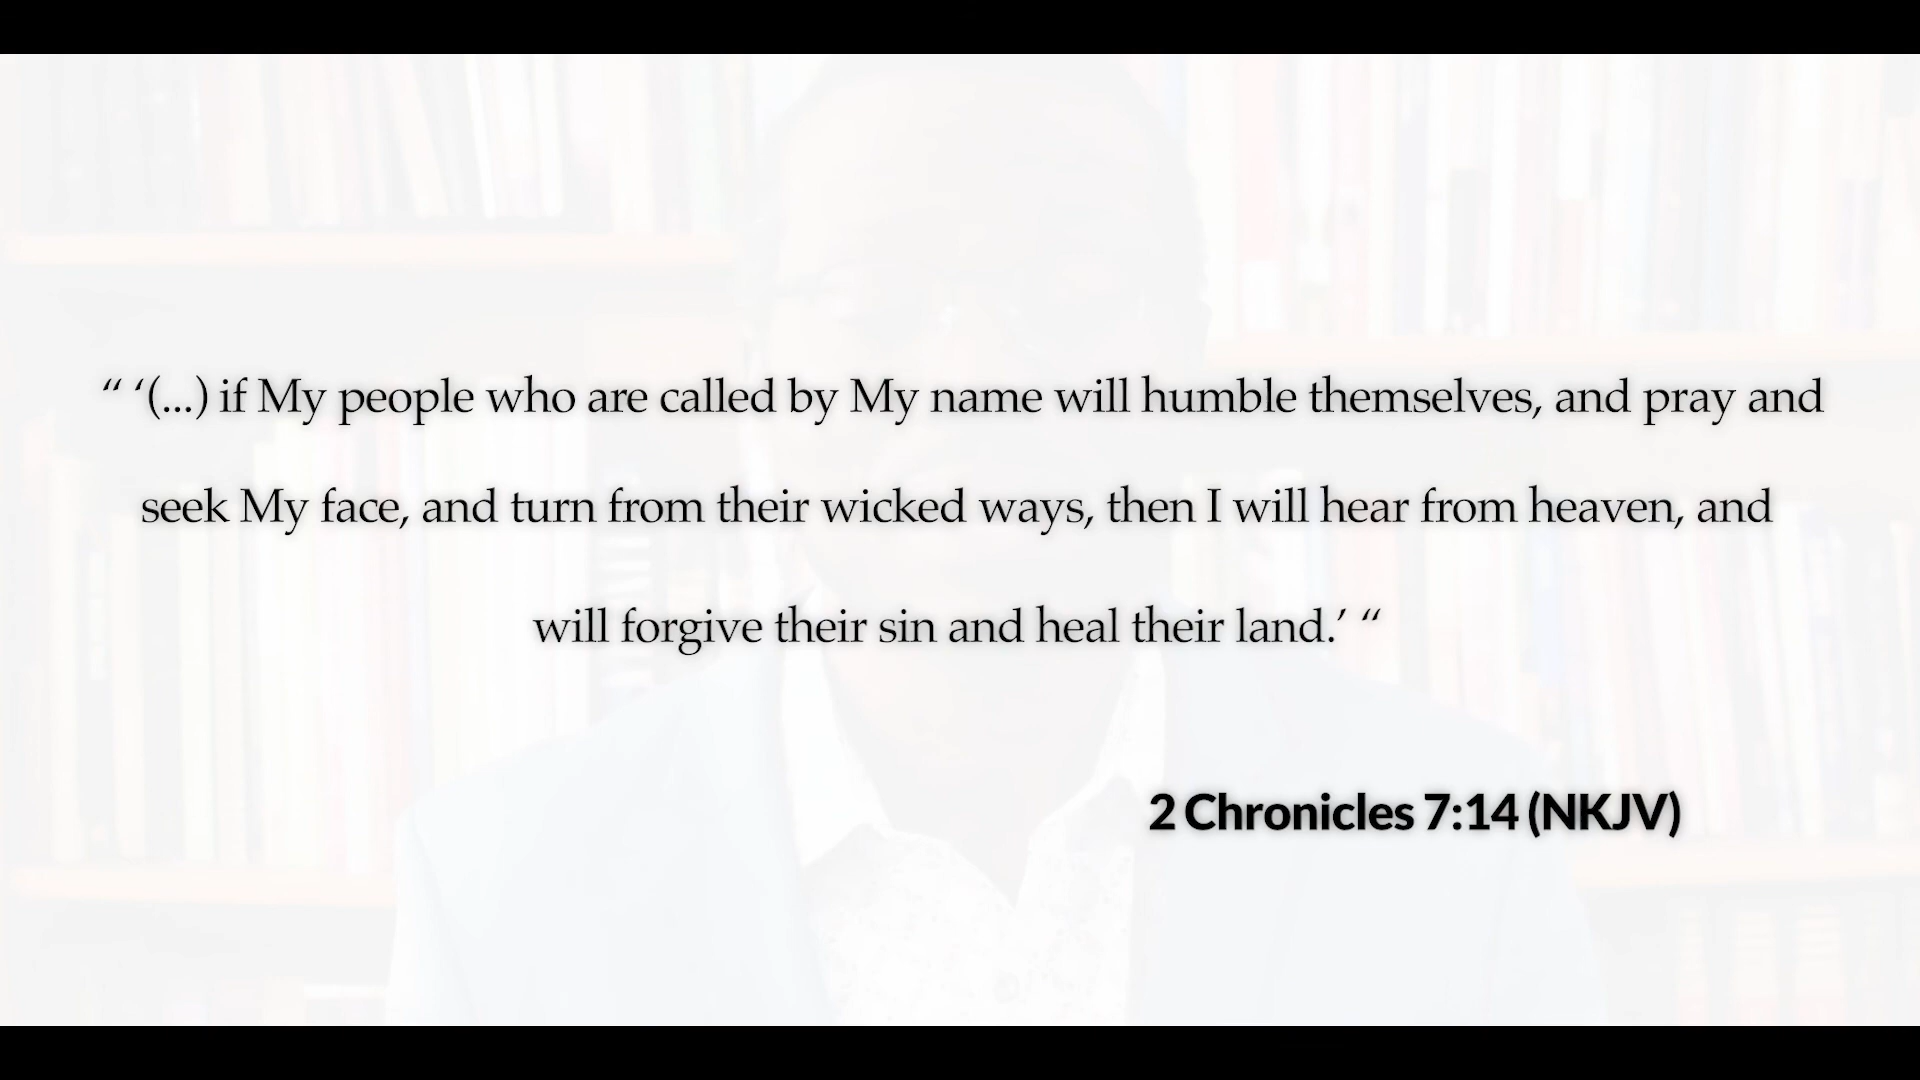 “ ‘(...) if My people who are called by My name will humble themselves, and pray and
seek My face, and turn from their wicked ways, then I will hear from heaven, and
will forgive their sin and heal their land.’ “
2 Chronicles 7:14 (NKJV)